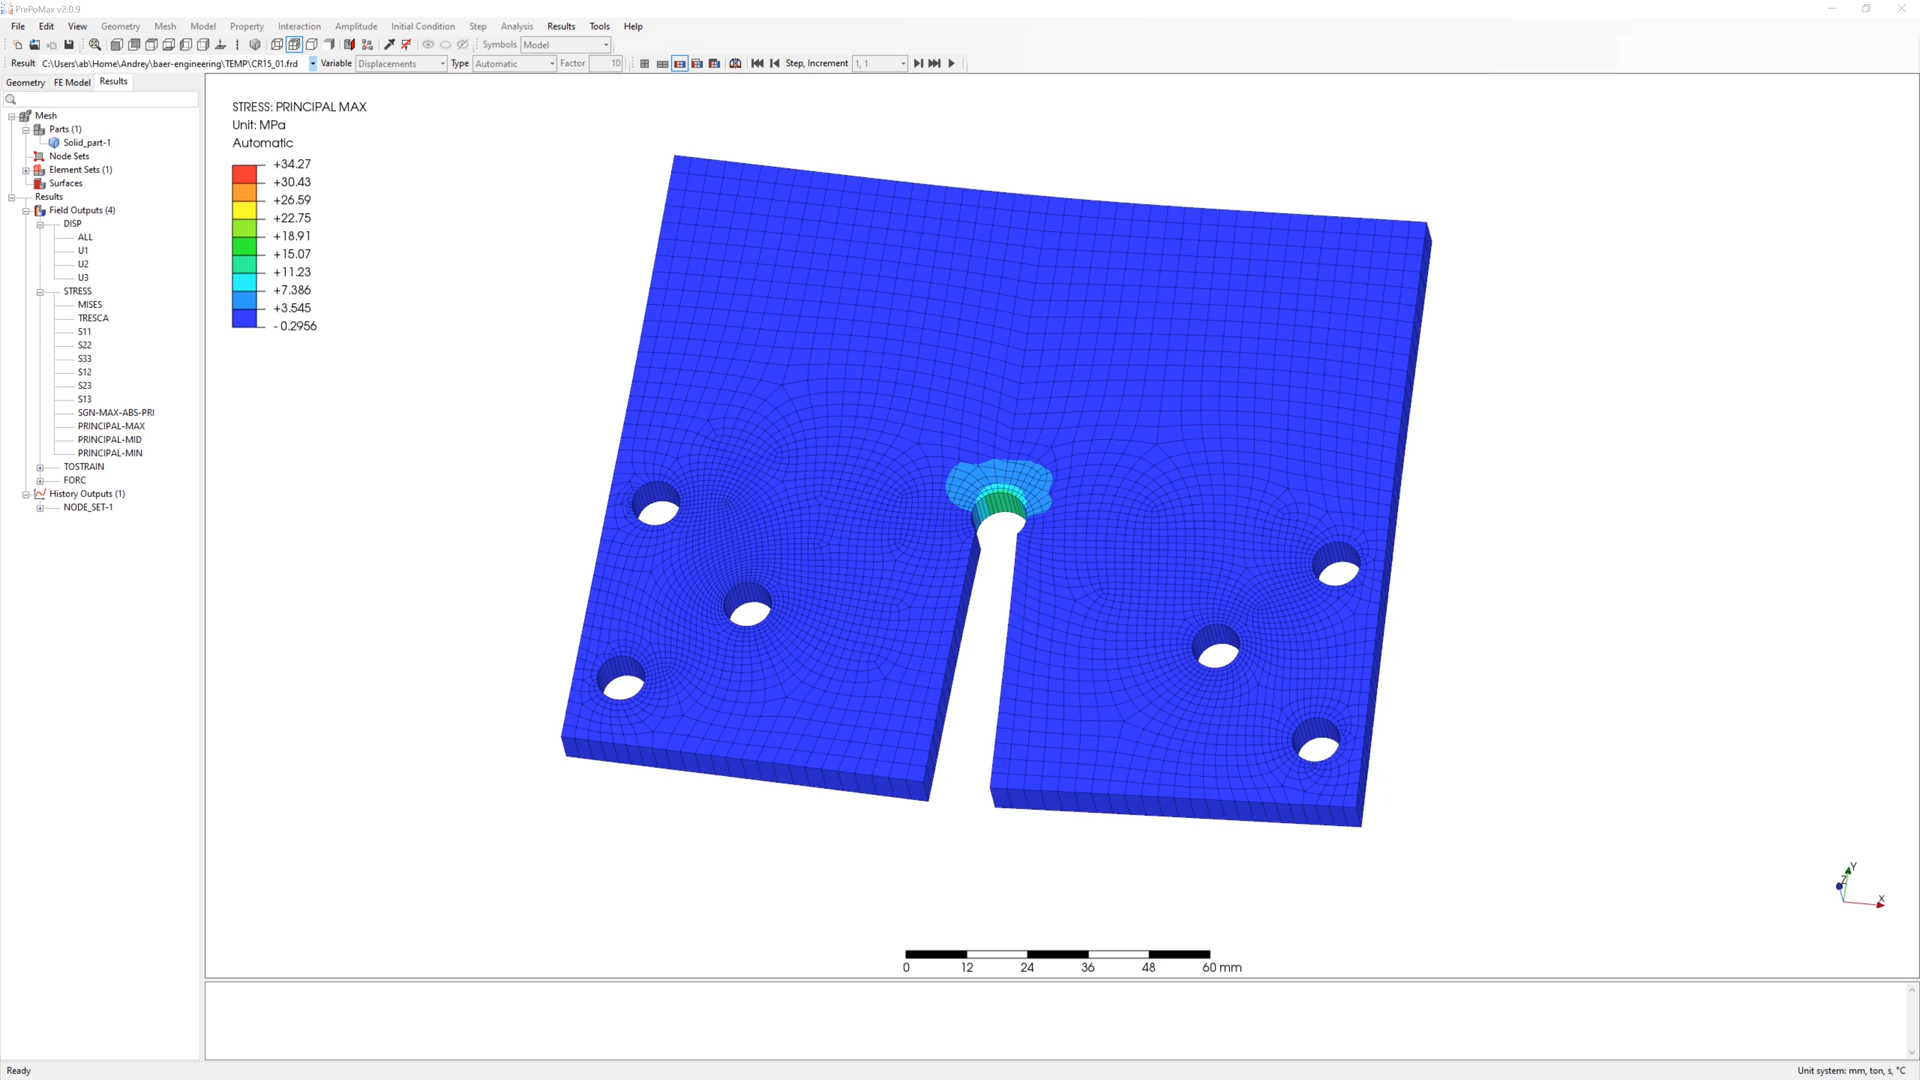 PrePoMax v2.0.9
File Edit View Geometry Mesh Model Property Interaction Amplitude Initial Condition Step Analysis Results Tools Help
Symbols Model
Result C:\Users\ab\Home\Andrey\baer-engineering\TEMP\CR15_01.frd Variable Displacements Type Automatic Factor 10 Step, Increment 1, 1
Geometry FE Model Results
Mesh
Parts (1)
Solid_part-1
Node Sets
Element Sets (1)
Surfaces
Results
Field Outputs (4)
DISP
ALL
U1
U2
U3
STRESS
MISES
TRESCA
S11
S22
S33
S12
S23
S13
SGN-MAX-ABS-PRI
PRINCIPAL-MAX
PRINCIPAL-MID
PRINCIPAL-MIN
TOSTRAIN
FORC
History Outputs (1)
NODE_SET-1
STRESS: PRINCIPAL MAX
Unit: MPa
Automatic
+34.27
+30.43
+26.59
+22.75
+18.91
+15.07
+11.23
+7.386
+3.545
- 0.2956
Y
Z
X
0 12 24 36 48 60 mm
Ready
Unit system: mm, ton, s, °C